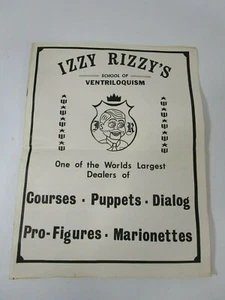 IZZY RIZZY'S
SCHOOL OF
VENTRILOQUISM
I R
One of the Worlds Largest
Dealers of
Courses · Puppets · Dialog
Pro-Figures · Marionettes